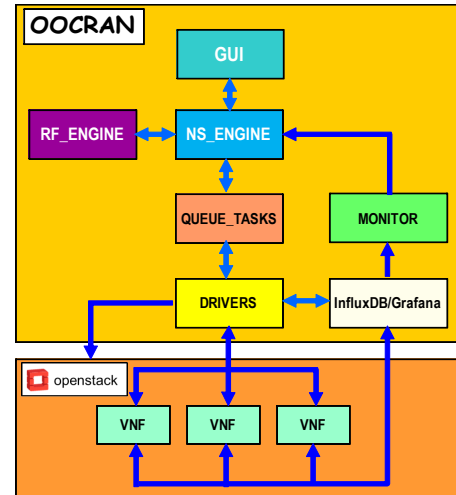 OOCRAN
GUI
RF_ENGINE
NS_ENGINE
QUEUE_TASKS
MONITOR
DRIVERS
InfluxDB/Grafana
openstack
VNF
VNF
VNF